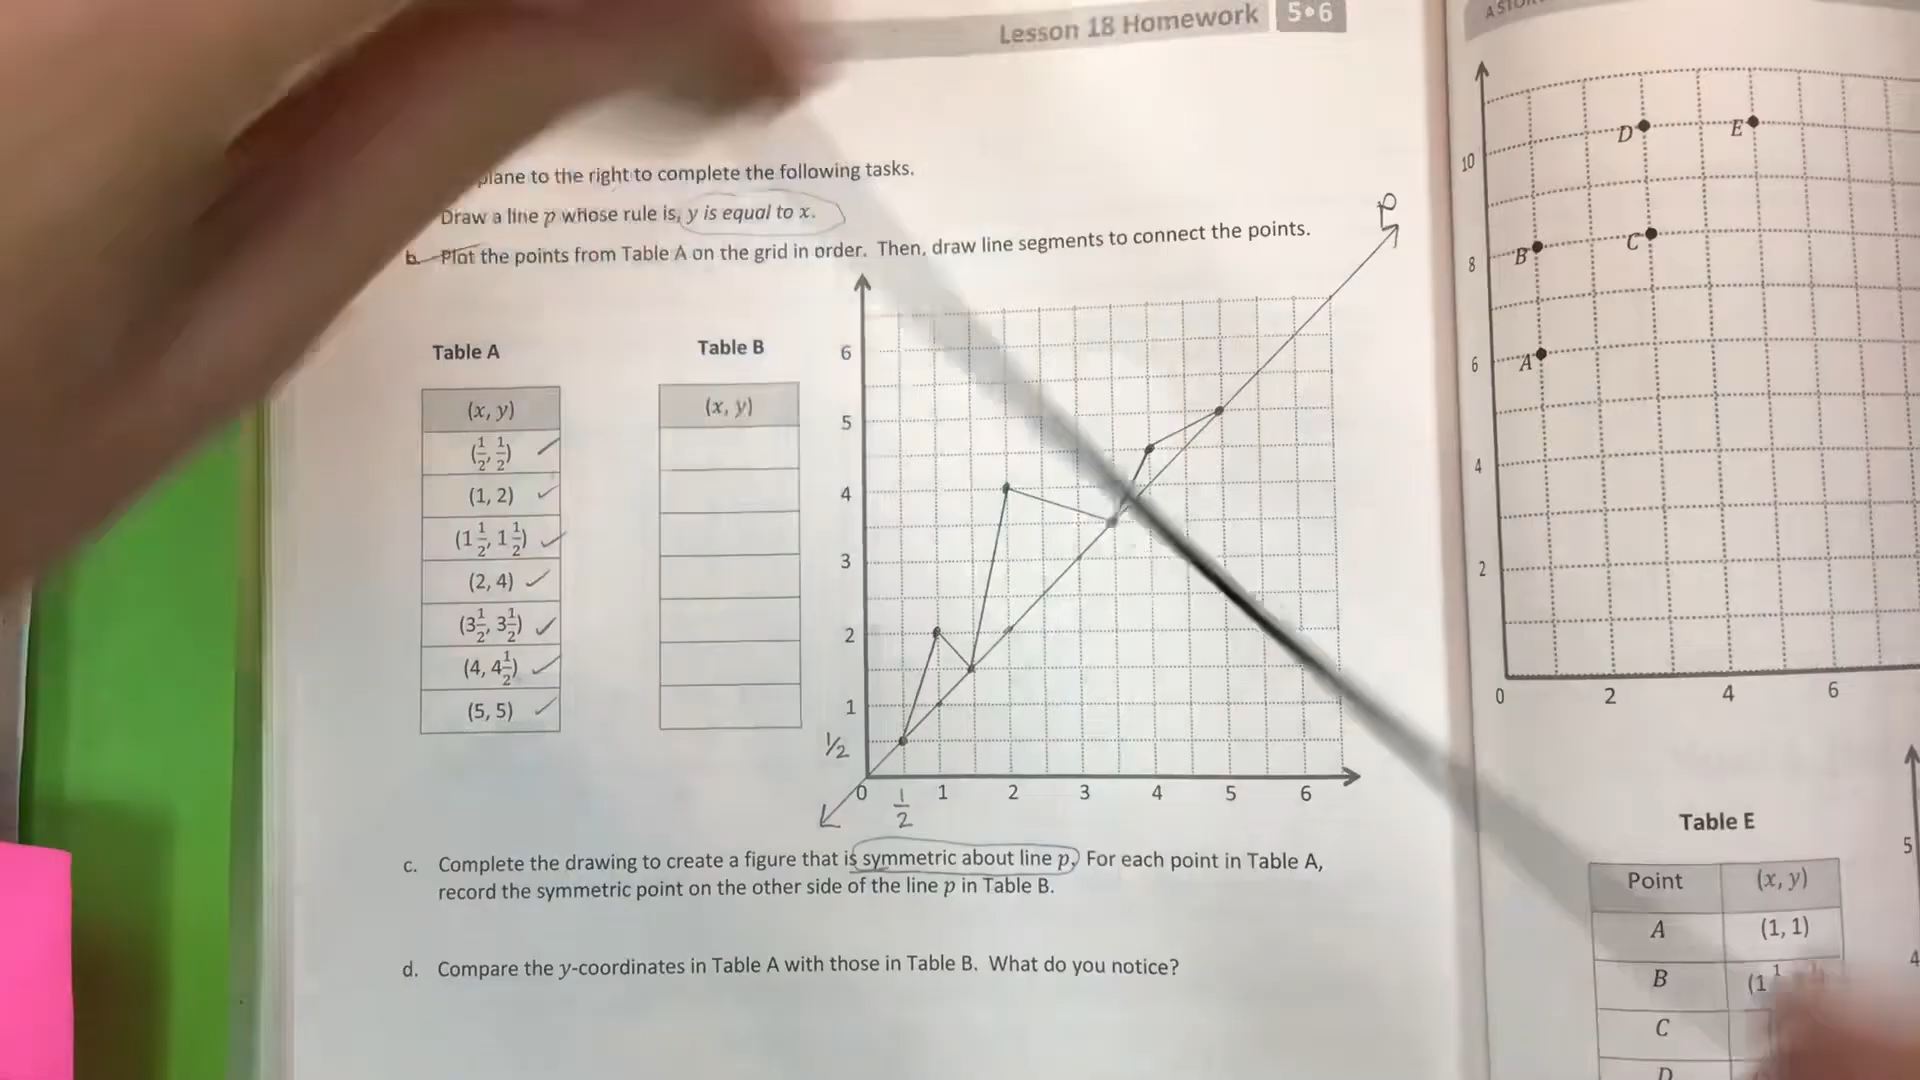 Lesson 18 Homework 5•6
plane to the right to complete the following tasks.
Draw a line p whose rule is, y is equal to x.
b. Plot the points from Table A on the grid in order. Then, draw line segments to connect the points.
p
Table A
(x, y)
(1/2, 1/2)
(1, 2)
(1 1/2, 1 1/2)
(2, 4)
(3 1/2, 3 1/2)
(4, 4 1/2)
(5, 5)
Table B
(x, y)
6
5
4
3
2
1
1/2
0 1/2 1 2 3 4 5 6
c. Complete the drawing to create a figure that is symmetric about line p. For each point in Table A,
record the symmetric point on the other side of the line p in Table B.
d. Compare the y-coordinates in Table A with those in Table B. What do you notice?
D E
10
B C
8
A
6
4
2
0 2 4 6
Table E
Point (x, y)
A (1, 1)
B
C
D
5
4